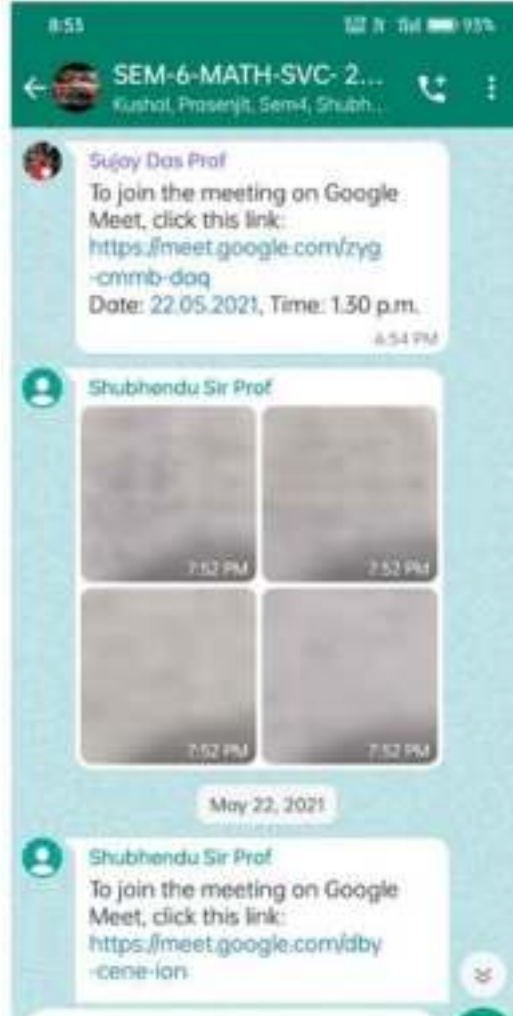 8:53
93%
SEM-6-MATH-SVC- 2...
Kushal, Prosenjit, Sem4, Shubh...
Sujoy Das Prof
To join the meeting on Google
Meet, click this link:
https://meet.google.com/zyg
-cmmb-daq
Date: 22.05.2021, Time: 1.30 p.m.
6:54 PM
Shubhendu Sir Prof
7:52 PM
7:52 PM
7:52 PM
7:52 PM
May 22, 2021
Shubhendu Sir Prof
To join the meeting on Google
Meet, click this link:
https://meet.google.com/dby
-cene-ion